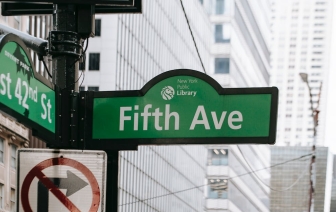 New York
Public
Library
Fifth Ave
st 42nd St